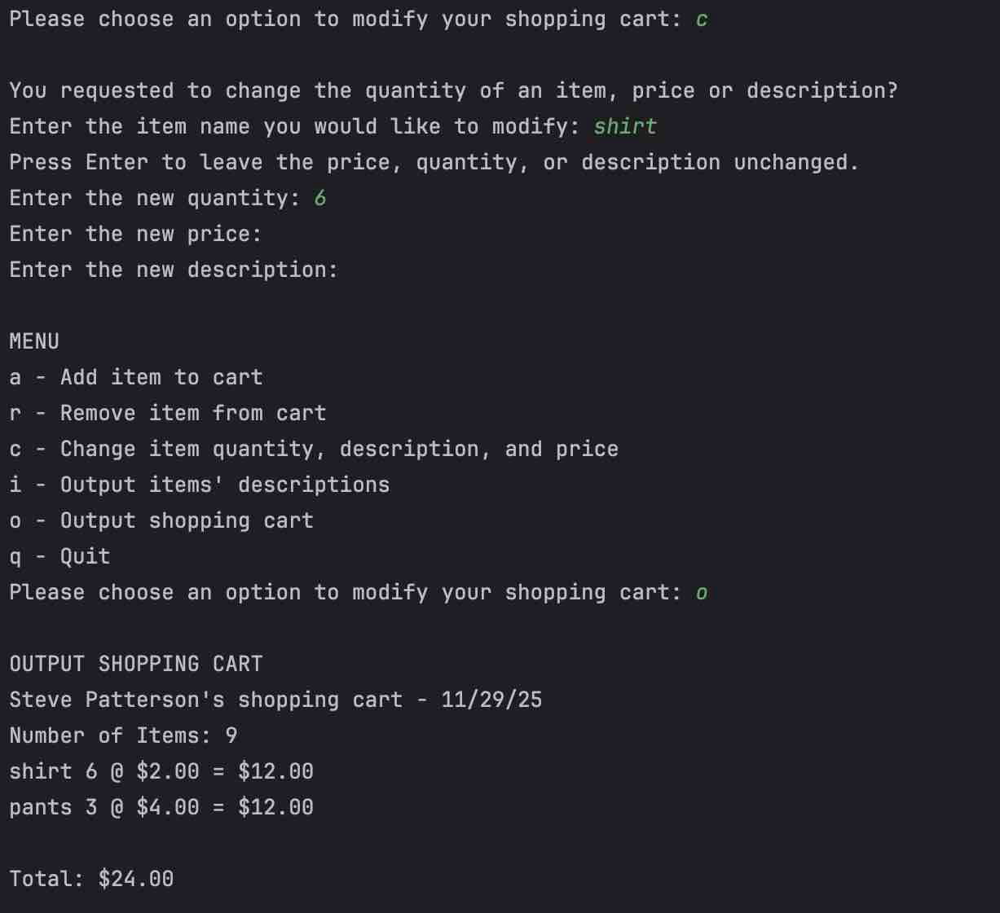 Please choose an option to modify your shopping cart: c
You requested to change the quantity of an item, price or description?
Enter the item name you would like to modify: shirt
Press Enter to leave the price, quantity, or description unchanged.
Enter the new quantity: 6
Enter the new price:
Enter the new description:
MENU
a - Add item to cart
r - Remove item from cart
c - Change item quantity, description, and price
i - Output items' descriptions
o - Output shopping cart
q - Quit
Please choose an option to modify your shopping cart: o
OUTPUT SHOPPING CART
Steve Patterson's shopping cart - 11/29/25
Number of Items: 9
shirt 6 @ $2.00 = $12.00
pants 3 @ $4.00 = $12.00
Total: $24.00